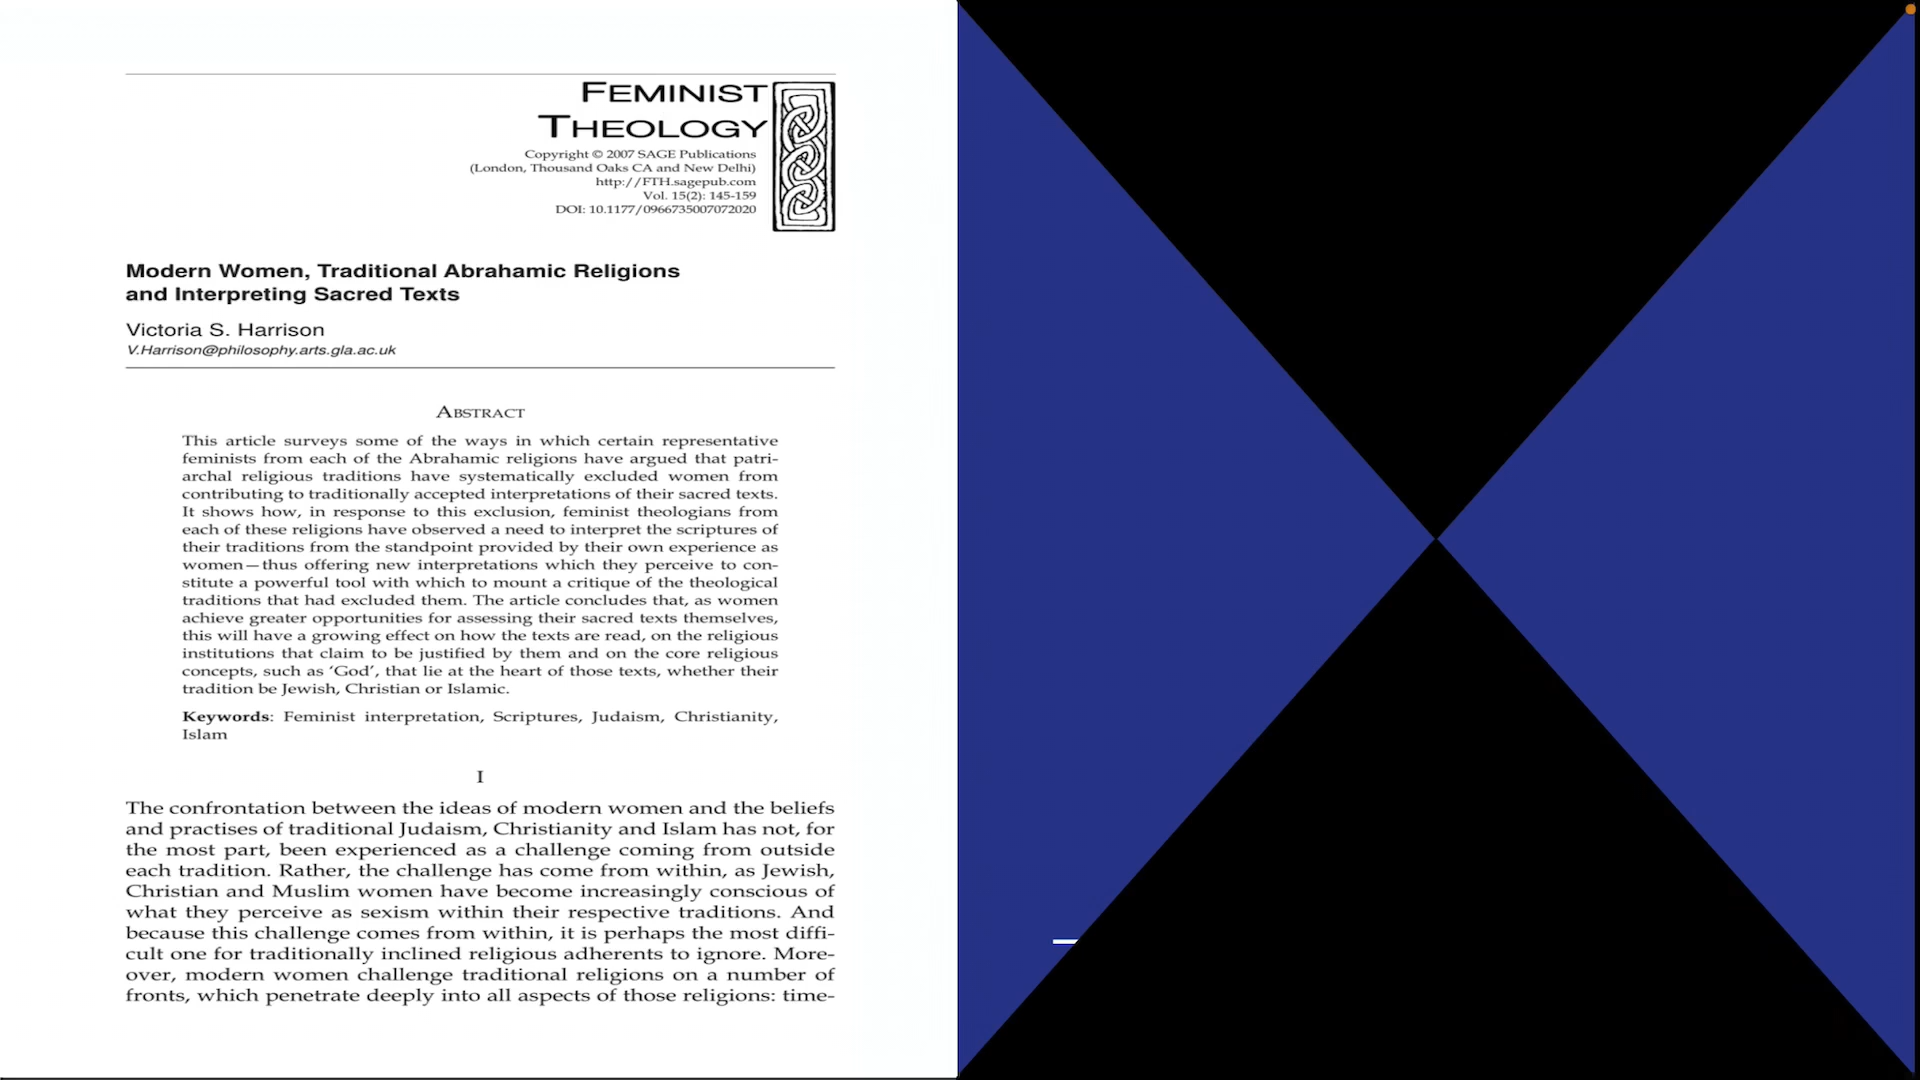 FEMINIST
THEOLOGY
Copyright © 2007 SAGE Publications
(London, Thousand Oaks CA and New Delhi)
http://FTH.sagepub.com
Vol. 15(2): 145-159
DOI: 10.1177/0966735007072020
Modern Women, Traditional Abrahamic Religions
and Interpreting Sacred Texts
Victoria S. Harrison
V.Harrison@philosophy.arts.gla.ac.uk
ABSTRACT
This article surveys some of the ways in which certain representative
feminists from each of the Abrahamic religions have argued that patri-
archal religious traditions have systematically excluded women from
contributing to traditionally accepted interpretations of their sacred texts.
It shows how, in response to this exclusion, feminist theologians from
each of these religions have observed a need to interpret the scriptures of
their traditions from the standpoint provided by their own experience as
women—thus offering new interpretations which they perceive to con-
stitute a powerful tool with which to mount a critique of the theological
traditions that had excluded them. The article concludes that, as women
achieve greater opportunities for assessing their sacred texts themselves,
this will have a growing effect on how the texts are read, on the religious
institutions that claim to be justified by them and on the core religious
concepts, such as ‘God’, that lie at the heart of those texts, whether their
tradition be Jewish, Christian or Islamic.
Keywords: Feminist interpretation, Scriptures, Judaism, Christianity,
Islam
I
The confrontation between the ideas of modern women and the beliefs
and practises of traditional Judaism, Christianity and Islam has not, for
the most part, been experienced as a challenge coming from outside
each tradition. Rather, the challenge has come from within, as Jewish,
Christian and Muslim women have become increasingly conscious of
what they perceive as sexism within their respective traditions. And
because this challenge comes from within, it is perhaps the most diffi-
cult one for traditionally inclined religious adherents to ignore. More-
over, modern women challenge traditional religions on a number of
fronts, which penetrate deeply into all aspects of those religions: time-